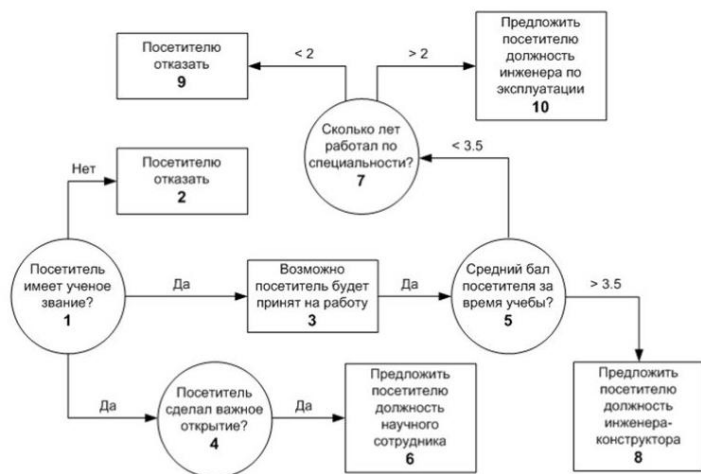 Посетителю
отказать
9
< 2
> 2
Предложить
посетителю
должность
инженера по
эксплуатации
10
Сколько лет
работал по
специальности?
7
< 3.5
Нет
Посетителю
отказать
2
Посетитель
имеет ученое
звание?
1
Да
Возможно
посетитель будет
принят на работу
3
Да
Средний бал
посетителя за
время учебы?
5
> 3.5
Да
Посетитель
сделал важное
открытие?
4
Да
Предложить
посетителю
должность
научного
сотрудника
6
Предложить
посетителю
должность
инженера-
конструктора
8